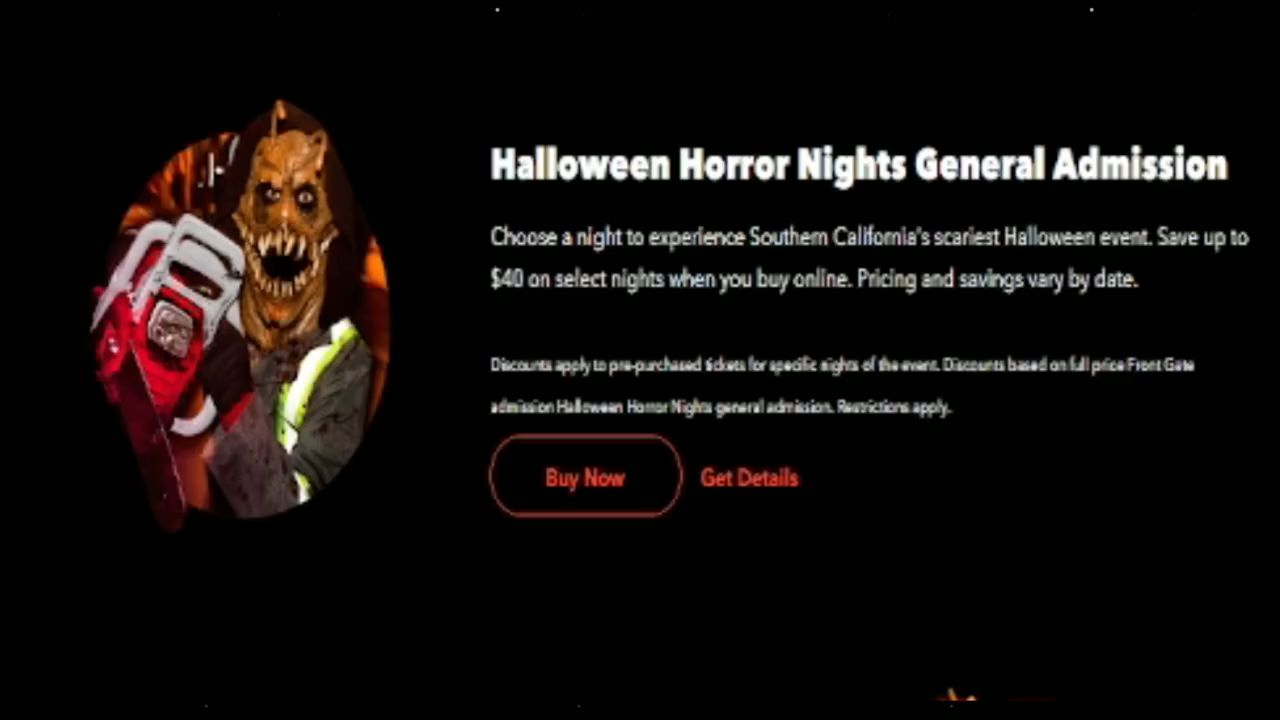 Halloween Horror Nights General Admission
Choose a night to experience Southern California's scariest Halloween event. Save up to
$40 on select nights when you buy online. Pricing and savings vary by date.
Discounts apply to pre-purchased tickets for specific nights of the event. Discounts based on full price Front Gate
admission Halloween Horror Nights general admission. Restrictions apply.
Buy Now Get Details